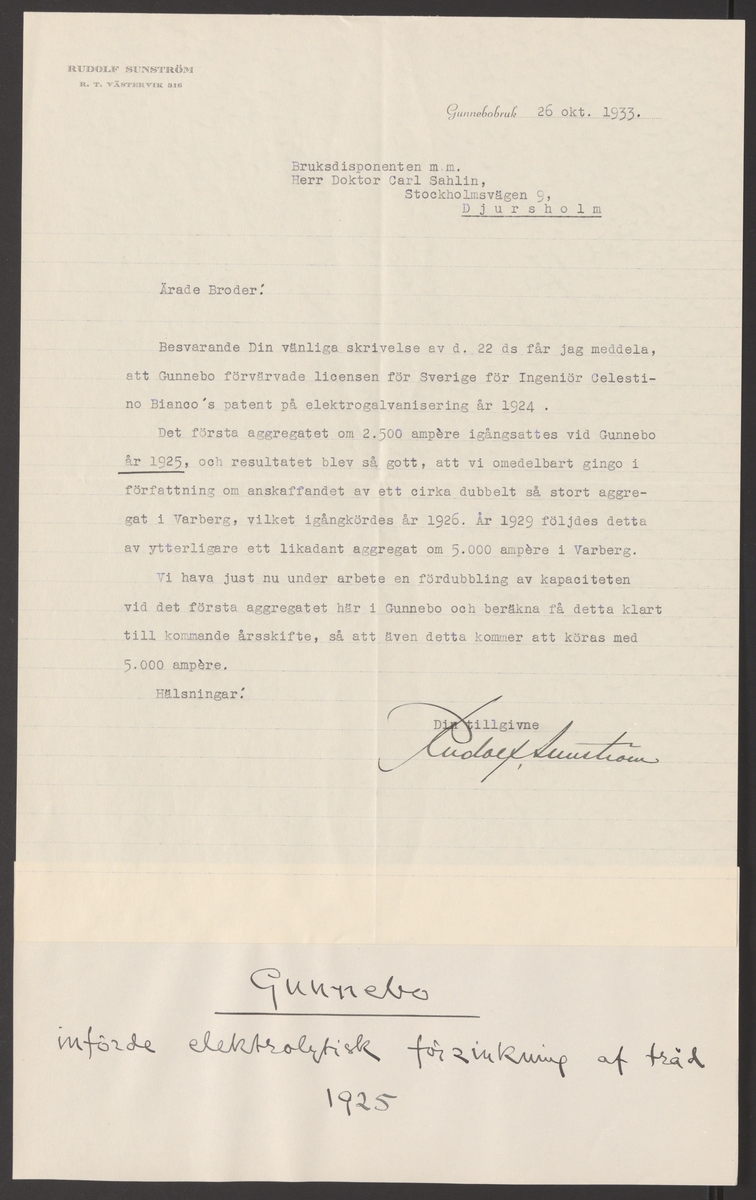 RUDOLF SUNSTRÖM
R. T. VÄSTERVIK 316
Gunnebobruk 26 okt. 1933.
Bruksdisponenten m.m.
Herr Doktor Carl Sahlin,
Stockholmsvägen 9,
D j u r s h o l m
Ärade Broder!
Besvarande Din vänliga skrivelse av d. 22 ds får jag meddela,
att Gunnebo förvärvade licensen för Sverige för Ingeniör Celesti-
no Bianco's patent på elektrogalvanisering år 1924 .
Det första aggregatet om 2.500 ampère igångsattes vid Gunnebo
år 1925, och resultatet blev så gott, att vi omedelbart gingo i
författning om anskaffandet av ett cirka dubbelt så stort aggre-
gat i Varberg, vilket igångkördes år 1926. År 1929 följdes detta
av ytterligare ett likadant aggregat om 5.000 ampère i Varberg.
Vi hava just nu under arbete en fördubbling av kapaciteten
vid det första aggregatet här i Gunnebo och beräkna få detta klart
till kommande årsskifte, så att även detta kommer att köras med
5.000 ampère.
Hälsningar!
Din tillgivne
Rudolf Sunström
Gunnebo
införde elektrolytisk förzinkning af tråd
1925